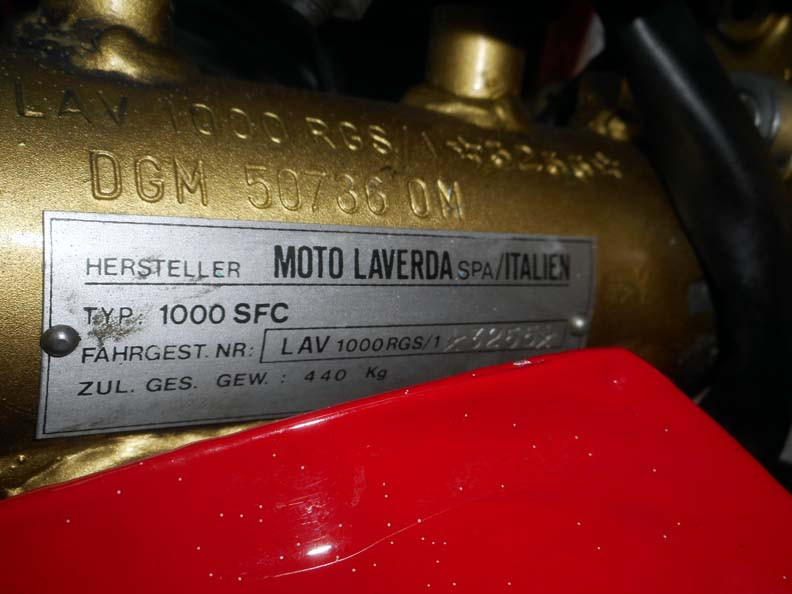 LAV 1000 RGS/1
DGM 50736 OM
HERSTELLER MOTO LAVERDA SPA/ITALIEN
TYP: 1000 SFC
FAHRGEST. NR: LAV 1000RGS/1
ZUL. GES. GEW. : 440 Kg